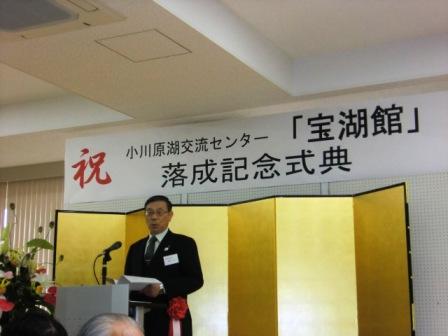 祝
小川原湖交流センター 「宝湖館」
落成記念式典